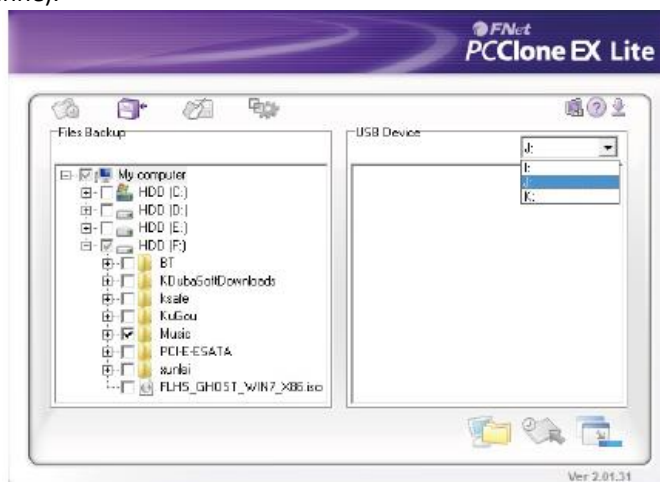 FNet
PCClone EX Lite
Files Backup
USB Device
J:
I:
J:
K:
My computer
HDD (C:)
HDD (D:)
HDD (E:)
HDD (F:)
BT
KDubaSoftDownloads
ksafe
KuGou
Music
PCI-E-ESATA
xunlei
FLHS_GHOST_WIN7_X86.iso
Ver 2.01.31